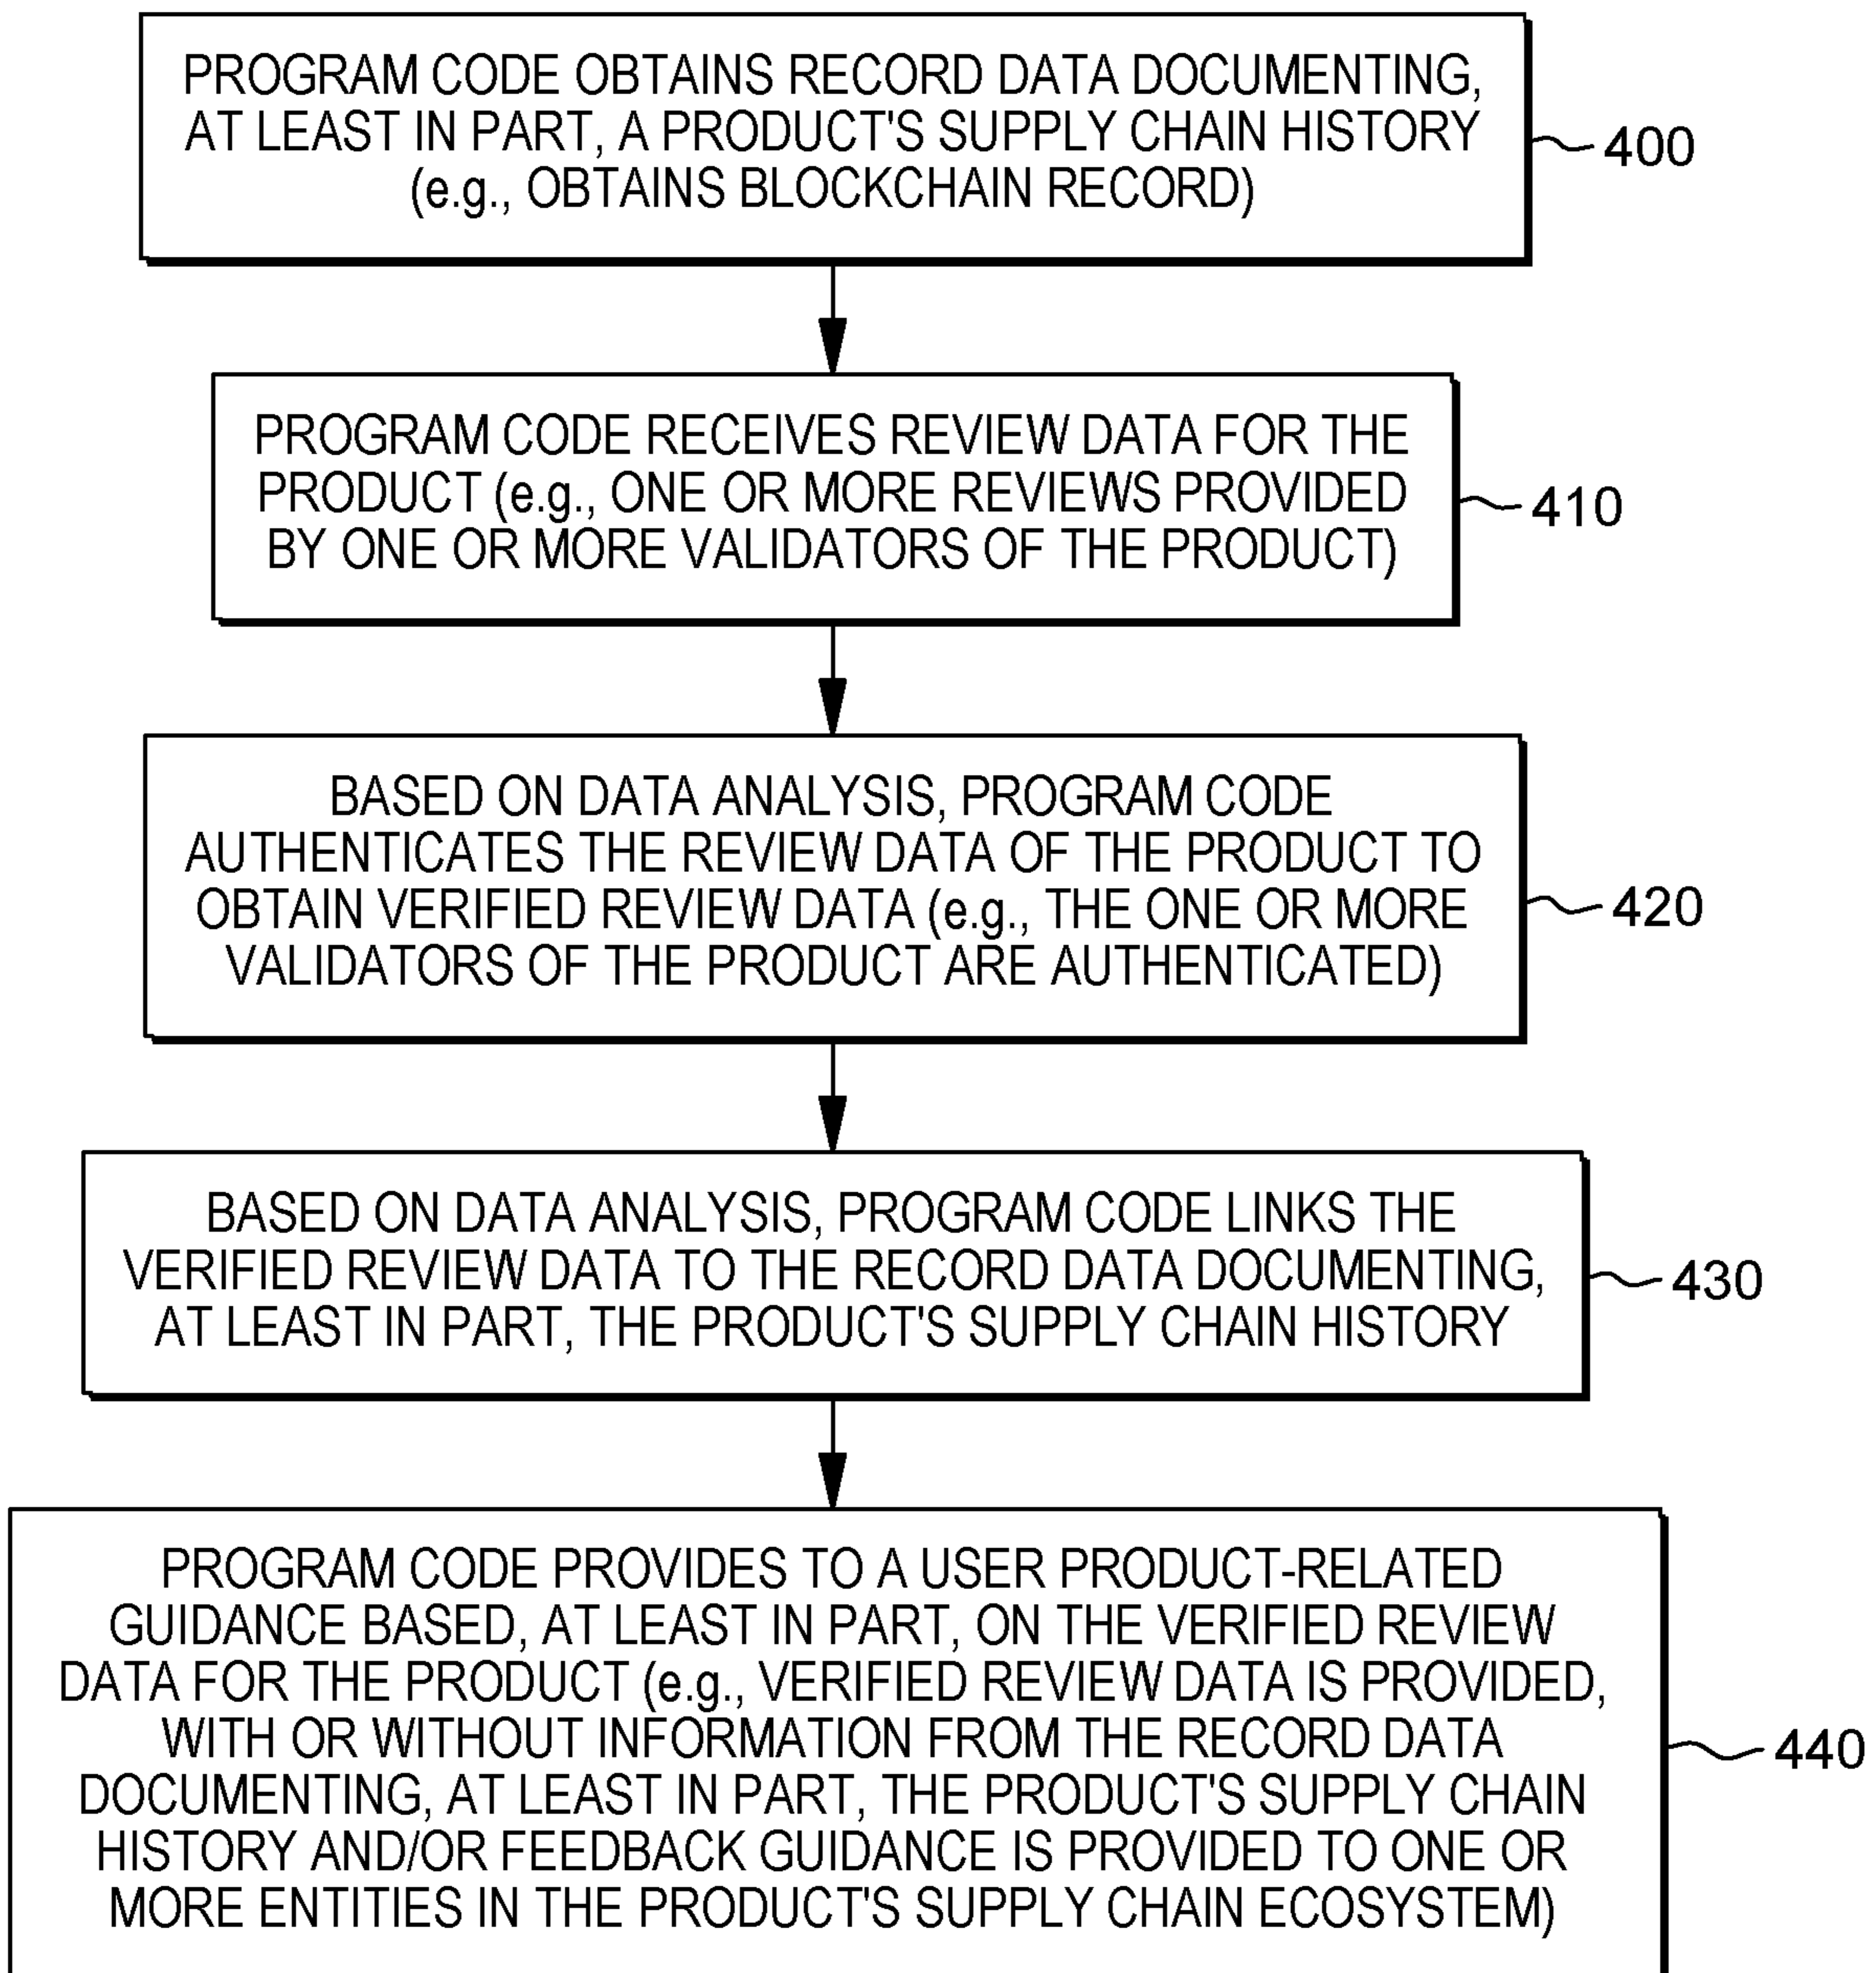 PROGRAM CODE OBTAINS RECORD DATA DOCUMENTING,
AT LEAST IN PART, A PRODUCT'S SUPPLY CHAIN HISTORY
(e.g., OBTAINS BLOCKCHAIN RECORD)
400
PROGRAM CODE RECEIVES REVIEW DATA FOR THE
PRODUCT (e.g., ONE OR MORE REVIEWS PROVIDED
BY ONE OR MORE VALIDATORS OF THE PRODUCT)
410
BASED ON DATA ANALYSIS, PROGRAM CODE
AUTHENTICATES THE REVIEW DATA OF THE PRODUCT TO
OBTAIN VERIFIED REVIEW DATA (e.g., THE ONE OR MORE
VALIDATORS OF THE PRODUCT ARE AUTHENTICATED)
420
BASED ON DATA ANALYSIS, PROGRAM CODE LINKS THE
VERIFIED REVIEW DATA TO THE RECORD DATA DOCUMENTING,
AT LEAST IN PART, THE PRODUCT'S SUPPLY CHAIN HISTORY
430
PROGRAM CODE PROVIDES TO A USER PRODUCT-RELATED
GUIDANCE BASED, AT LEAST IN PART, ON THE VERIFIED REVIEW
DATA FOR THE PRODUCT (e.g., VERIFIED REVIEW DATA IS PROVIDED,
WITH OR WITHOUT INFORMATION FROM THE RECORD DATA
DOCUMENTING, AT LEAST IN PART, THE PRODUCT'S SUPPLY CHAIN
HISTORY AND/OR FEEDBACK GUIDANCE IS PROVIDED TO ONE OR
MORE ENTITIES IN THE PRODUCT'S SUPPLY CHAIN ECOSYSTEM)
440